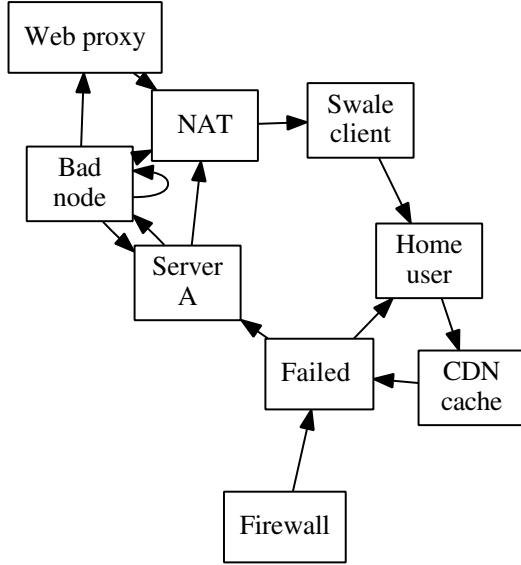 Web proxy
NAT
Swale
client
Bad
node
Server
A
Home
user
Failed
CDN
cache
Firewall